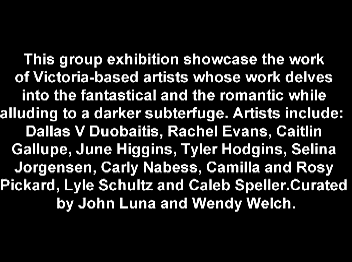 This group exhibition showcase the work
of Victoria-based artists whose work delves
into the fantastical and the romantic while
alluding to a darker subterfuge. Artists include:
Dallas V Duobaitis, Rachel Evans, Caitlin
Gallupe, June Higgins, Tyler Hodgins, Selina
Jorgensen, Carly Nabess, Camilla and Rosy
Pickard, Lyle Schultz and Caleb Speller.Curated
by John Luna and Wendy Welch.